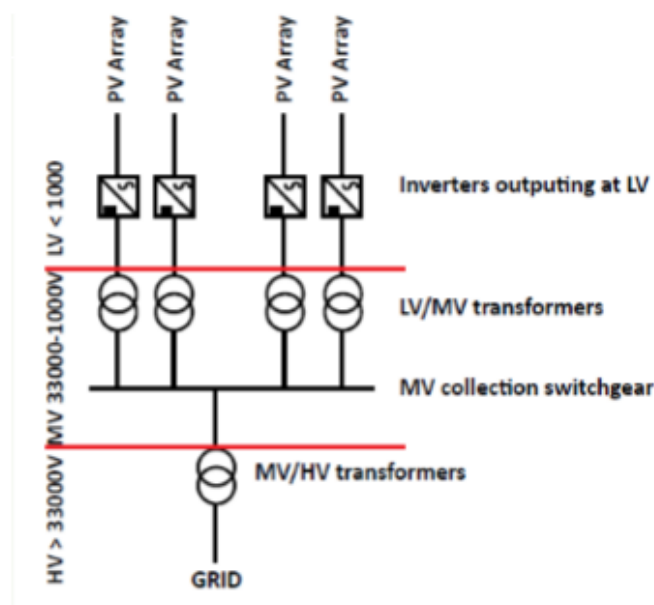 PV Array
PV Array
PV Array
PV Array
LV < 1000
Inverters outputing at LV
MV 33000-1000V
LV/MV transformers
MV collection switchgear
HV > 33000V
MV/HV transformers
GRID